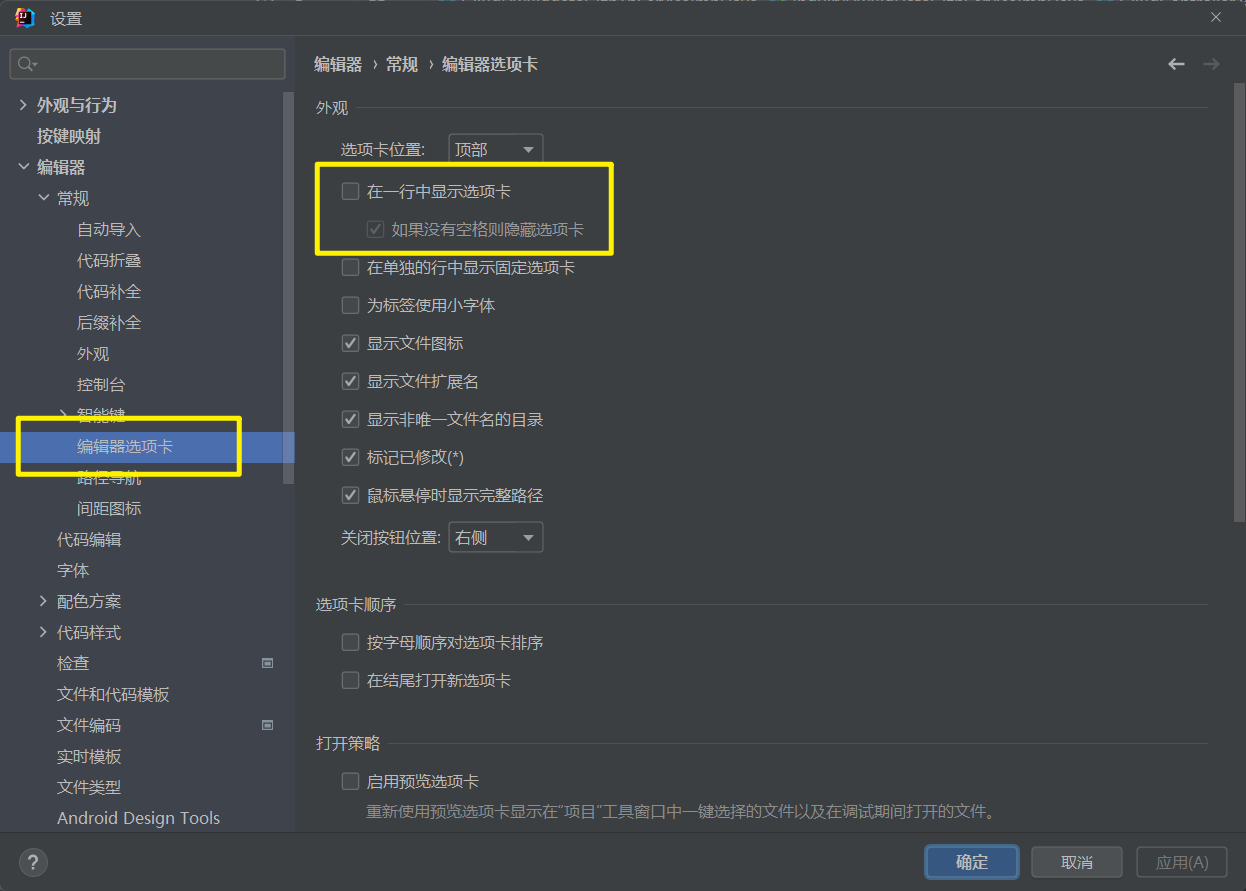 设置
外观与行为
按键映射
编辑器
常规
自动导入
代码折叠
代码补全
后缀补全
外观
控制台
智能键
编辑器选项卡
路径导航
间距图标
代码编辑
字体
配色方案
代码样式
检查
文件和代码模板
文件编码
实时模板
文件类型
Android Design Tools
编辑器 › 常规 › 编辑器选项卡
外观
选项卡位置: 顶部
在一行中显示选项卡
如果没有空格则隐藏选项卡
在单独的行中显示固定选项卡
为标签使用小字体
显示文件图标
显示文件扩展名
显示非唯一文件名的目录
标记已修改(*)
鼠标悬停时显示完整路径
关闭按钮位置: 右侧
选项卡顺序
按字母顺序对选项卡排序
在结尾打开新选项卡
打开策略
启用预览选项卡
重新使用预览选项卡显示在"项目"工具窗口中一键选择的文件以及在调试期间打开的文件。
?
确定 取消 应用(A)